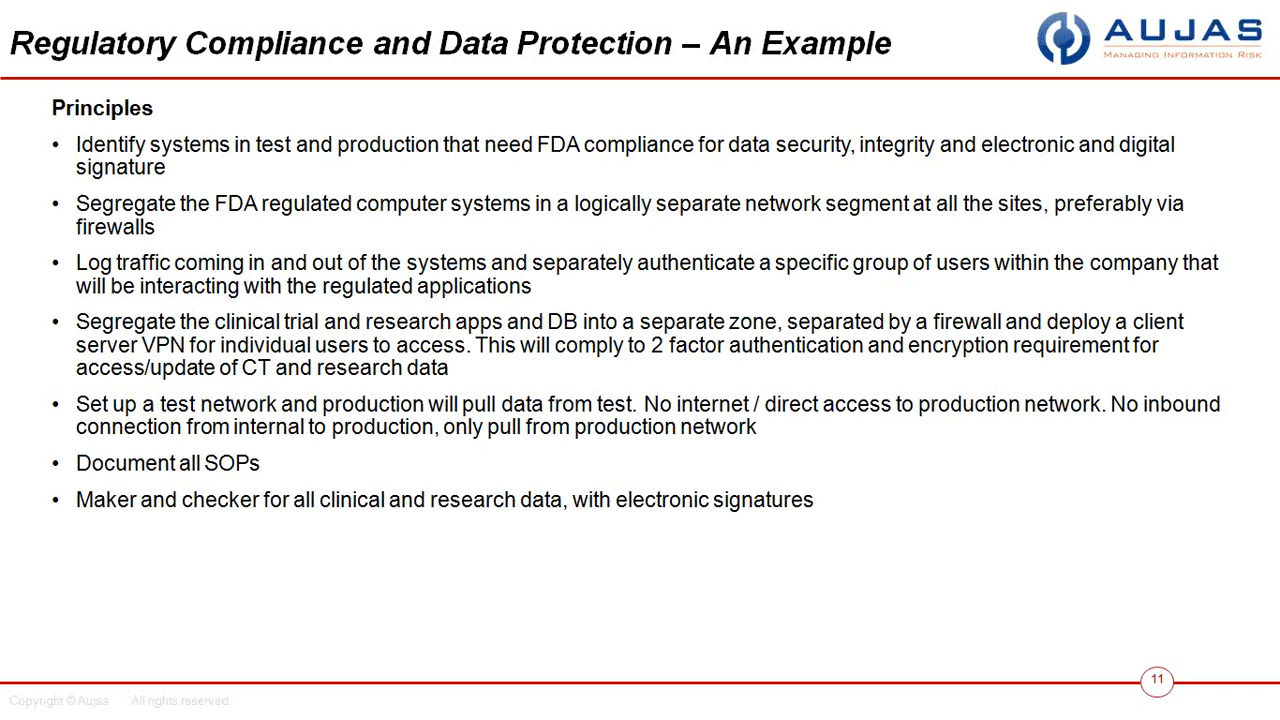 Regulatory Compliance and Data Protection – An Example
AUJAS
MANAGING INFORMATION RISK
Principles
• Identify systems in test and production that need FDA compliance for data security, integrity and electronic and digital
signature
• Segregate the FDA regulated computer systems in a logically separate network segment at all the sites, preferably via
firewalls
• Log traffic coming in and out of the systems and separately authenticate a specific group of users within the company that
will be interacting with the regulated applications
• Segregate the clinical trial and research apps and DB into a separate zone, separated by a firewall and deploy a client
server VPN for individual users to access. This will comply to 2 factor authentication and encryption requirement for
access/update of CT and research data
• Set up a test network and production will pull data from test. No internet / direct access to production network. No inbound
connection from internal to production, only pull from production network
• Document all SOPs
• Maker and checker for all clinical and research data, with electronic signatures
11
Copyright © Aujas All rights reserved.